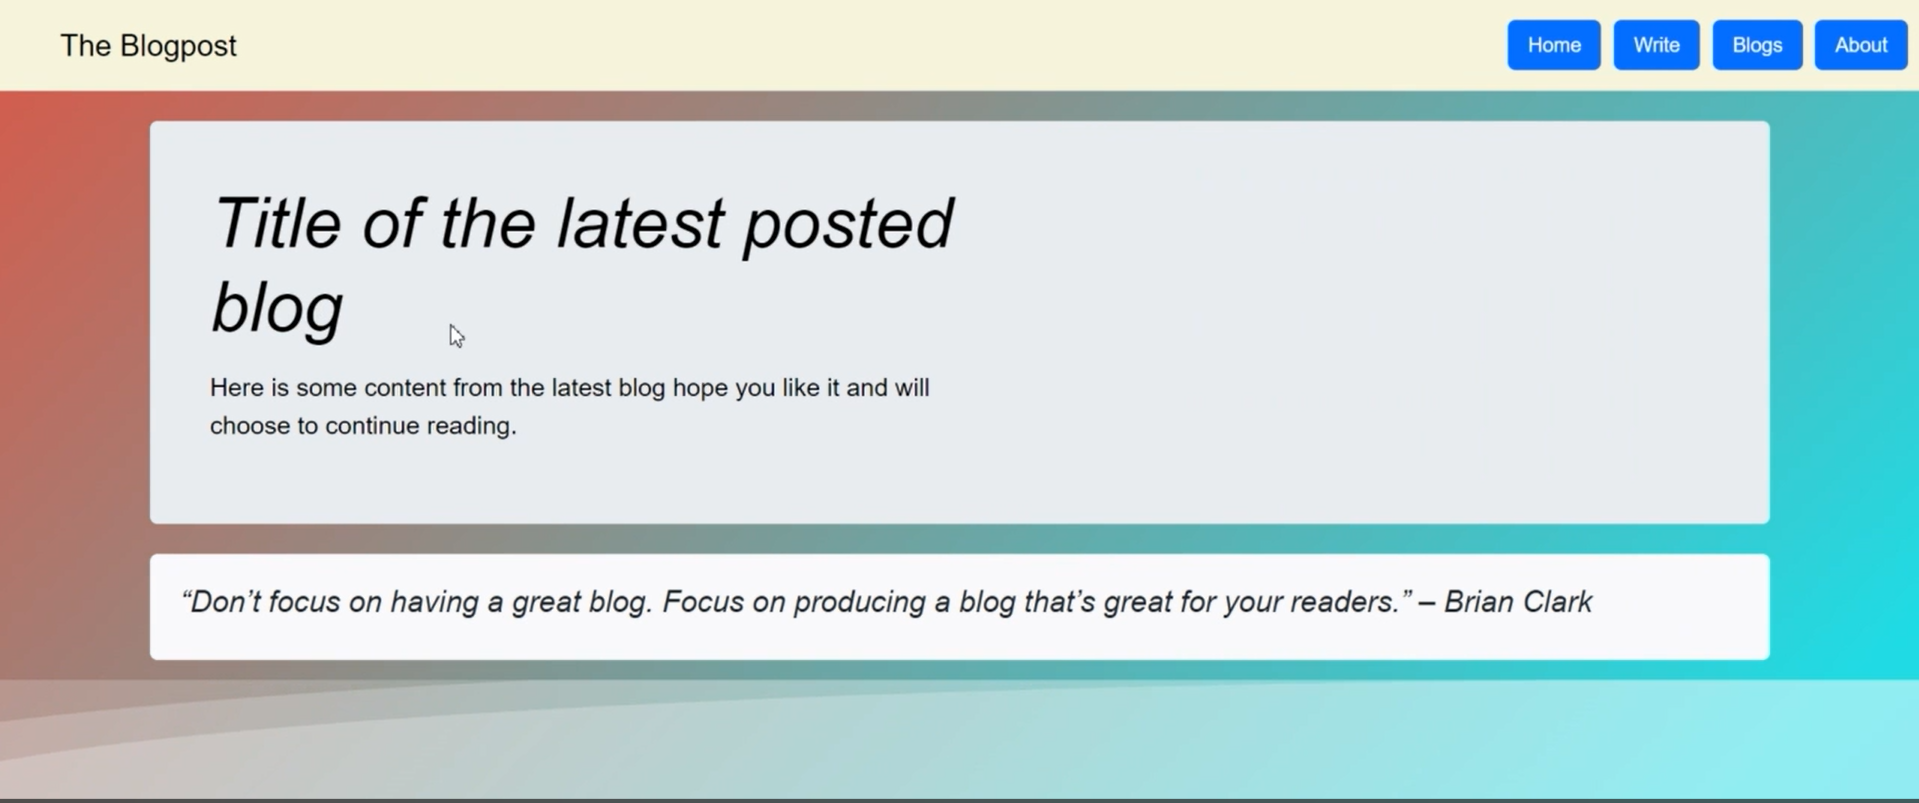 The Blogpost
Home Write Blogs About
Title of the latest posted
blog
Here is some content from the latest blog hope you like it and will
choose to continue reading.
“Don’t focus on having a great blog. Focus on producing a blog that’s great for your readers.” – Brian Clark